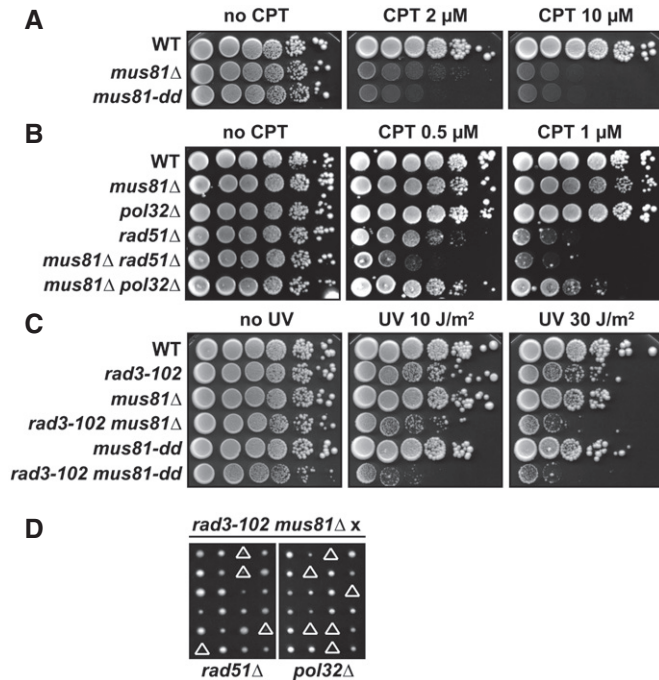 A
no CPT CPT 2 µM CPT 10 µM
WT
mus81Δ
mus81-dd
B
no CPT CPT 0.5 µM CPT 1 µM
WT
mus81Δ
pol32Δ
rad51Δ
mus81Δ rad51Δ
mus81Δ pol32Δ
C
no UV UV 10 J/m² UV 30 J/m²
WT
rad3-102
mus81Δ
rad3-102 mus81Δ
mus81-dd
rad3-102 mus81-dd
D
rad3-102 mus81Δ x
rad51Δ pol32Δ